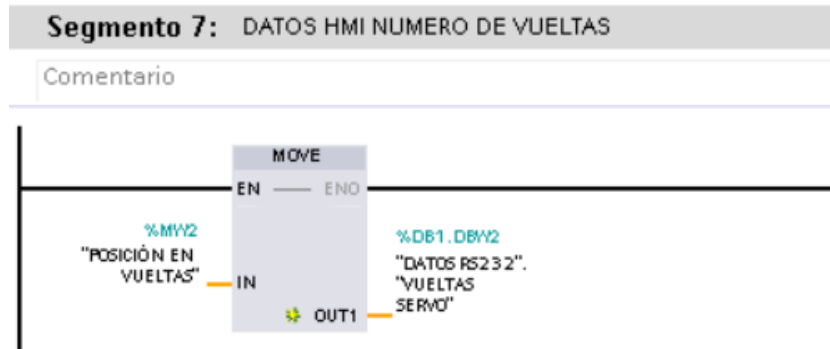 Segmento 7: DATOS HMI NUMERO DE VUELTAS
Comentario
MOVE
EN ENO
%MW2
"POSICIÓN EN
VUELTAS"
IN
%DB1.DBW2
"DATOS RS232".
"VUELTAS
SERVO"
OUT1